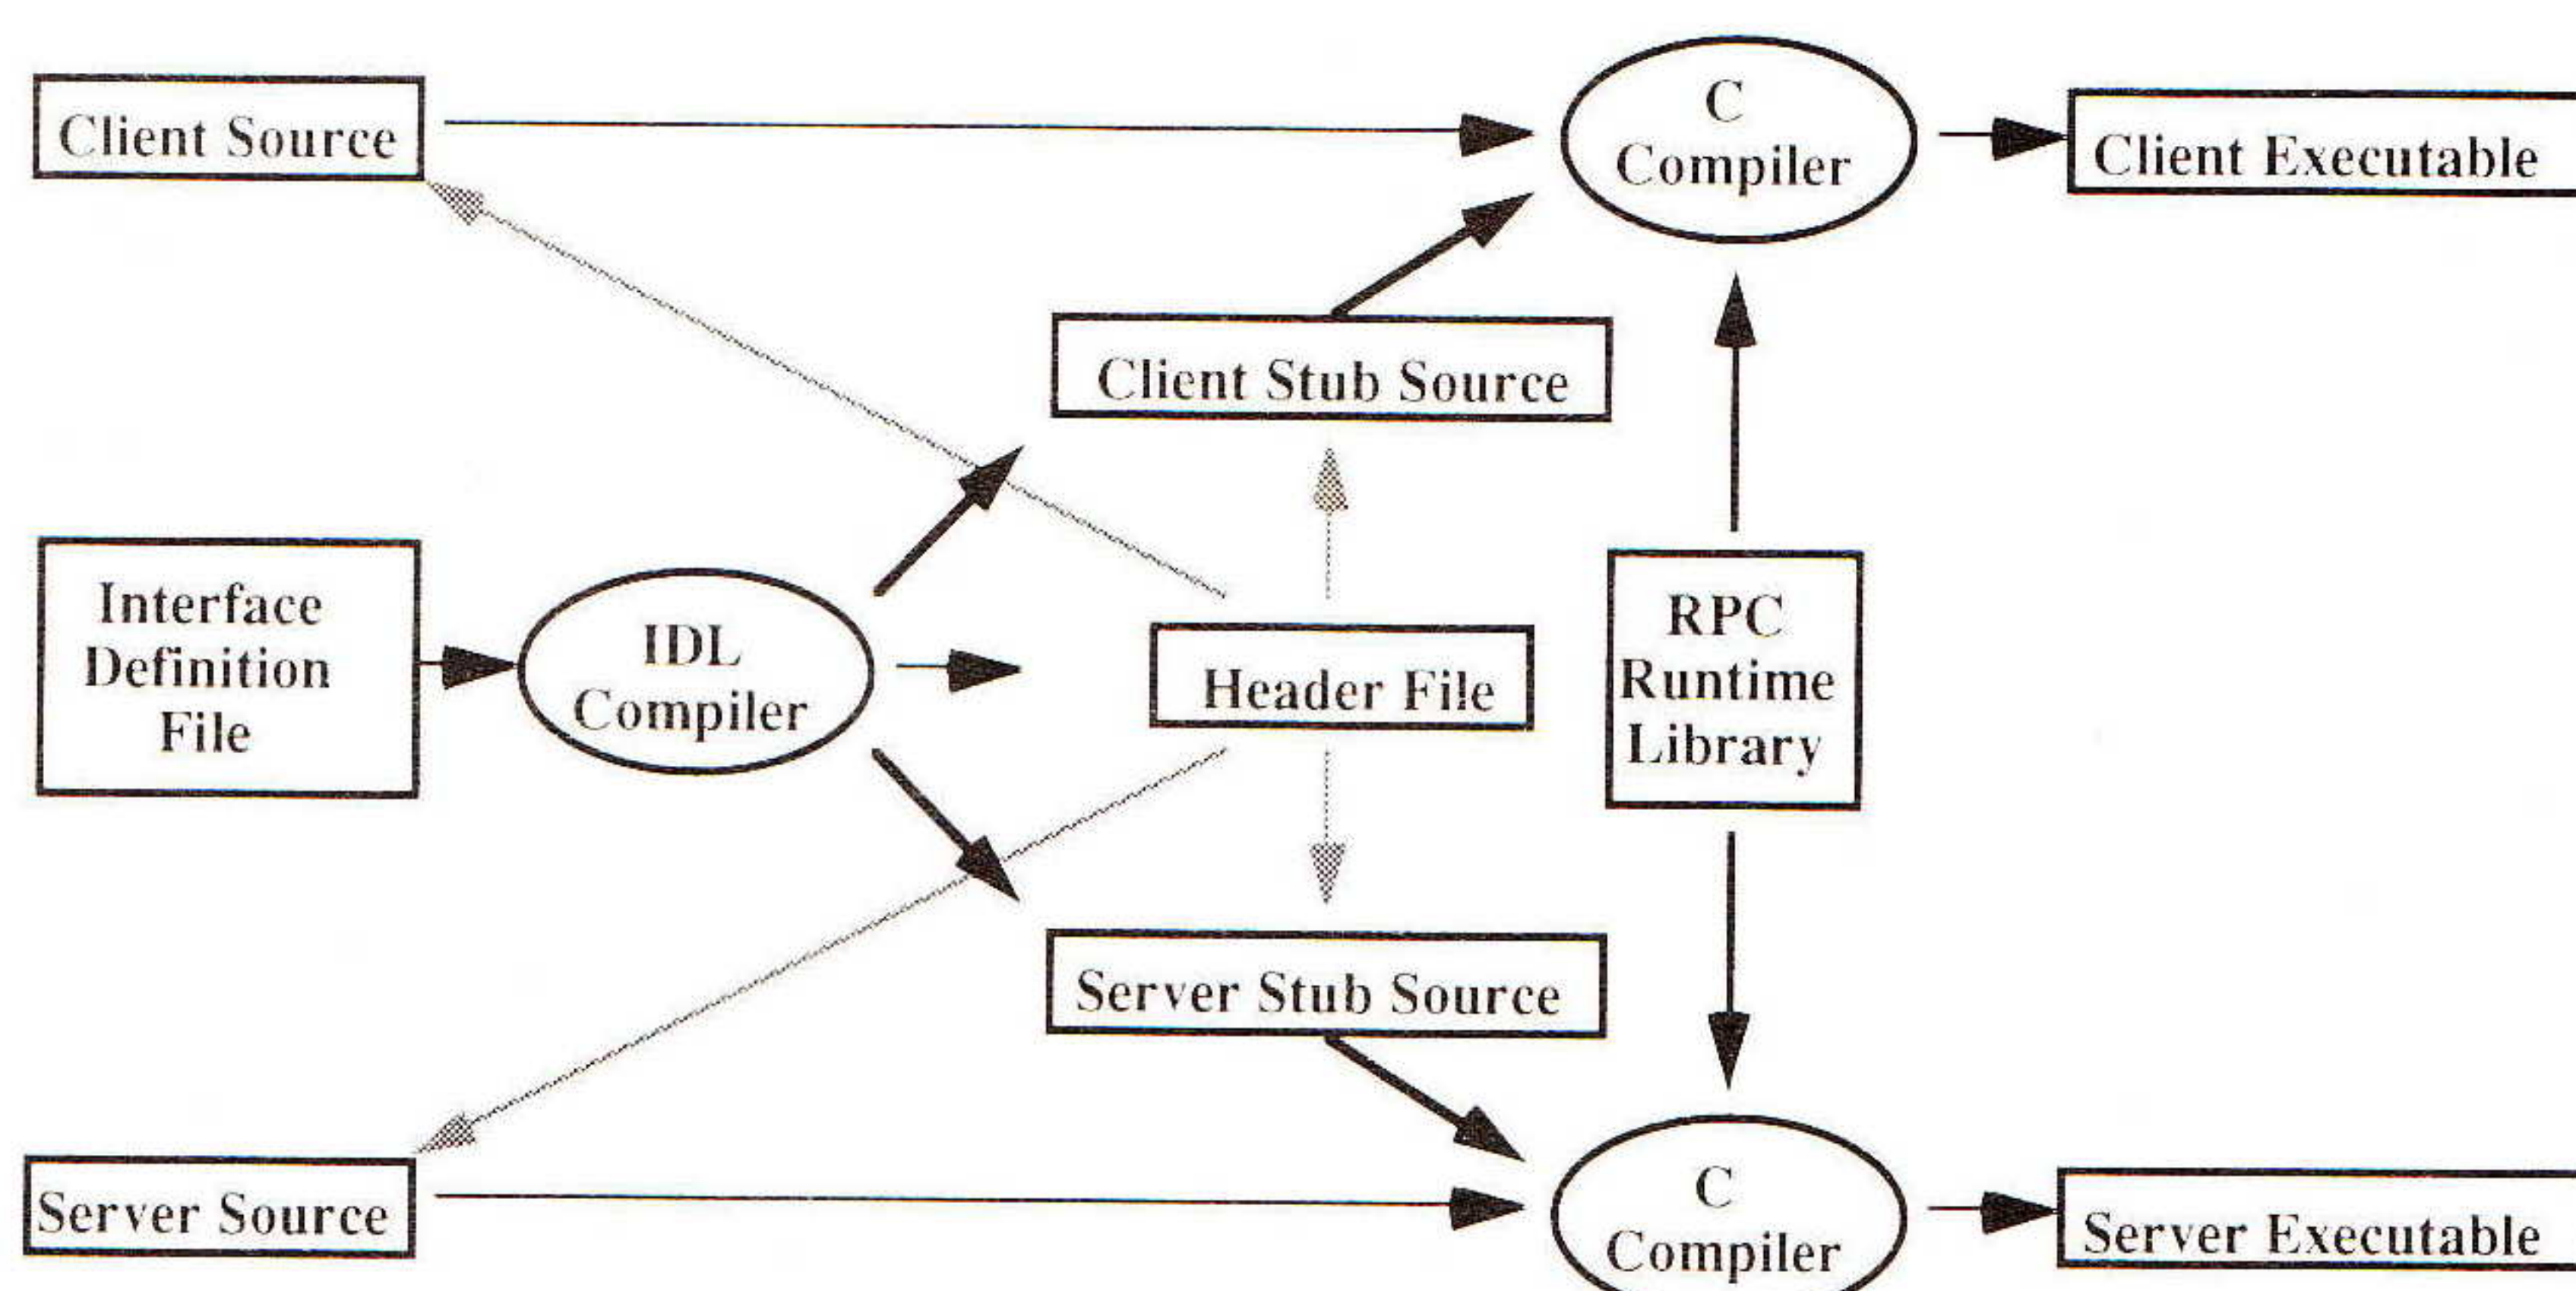 Client Source
C
Compiler
Client Executable
Client Stub Source
Interface
Definition
File
IDL
Compiler
Header File
RPC
Runtime
Library
Server Stub Source
Server Source
C
Compiler
Server Executable